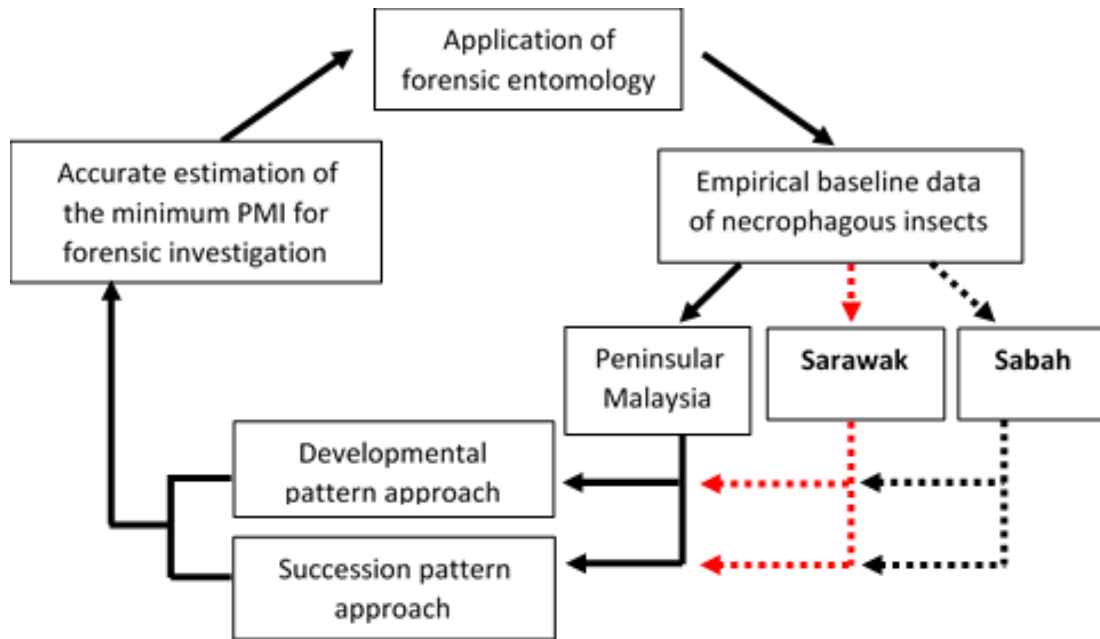 Application of
forensic entomology
Accurate estimation of
the minimum PMI for
forensic investigation
Empirical baseline data
of necrophagous insects
Peninsular
Malaysia
Sarawak
Sabah
Developmental
pattern approach
Succession pattern
approach